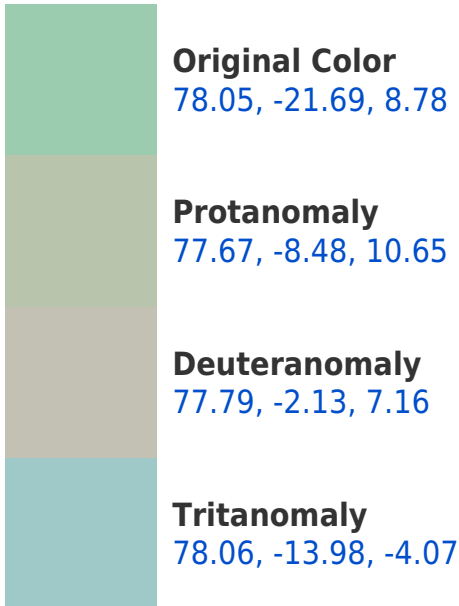 Original Color
78.05, -21.69, 8.78
Protanomaly
77.67, -8.48, 10.65
Deuteranomaly
77.79, -2.13, 7.16
Tritanomaly
78.06, -13.98, -4.07